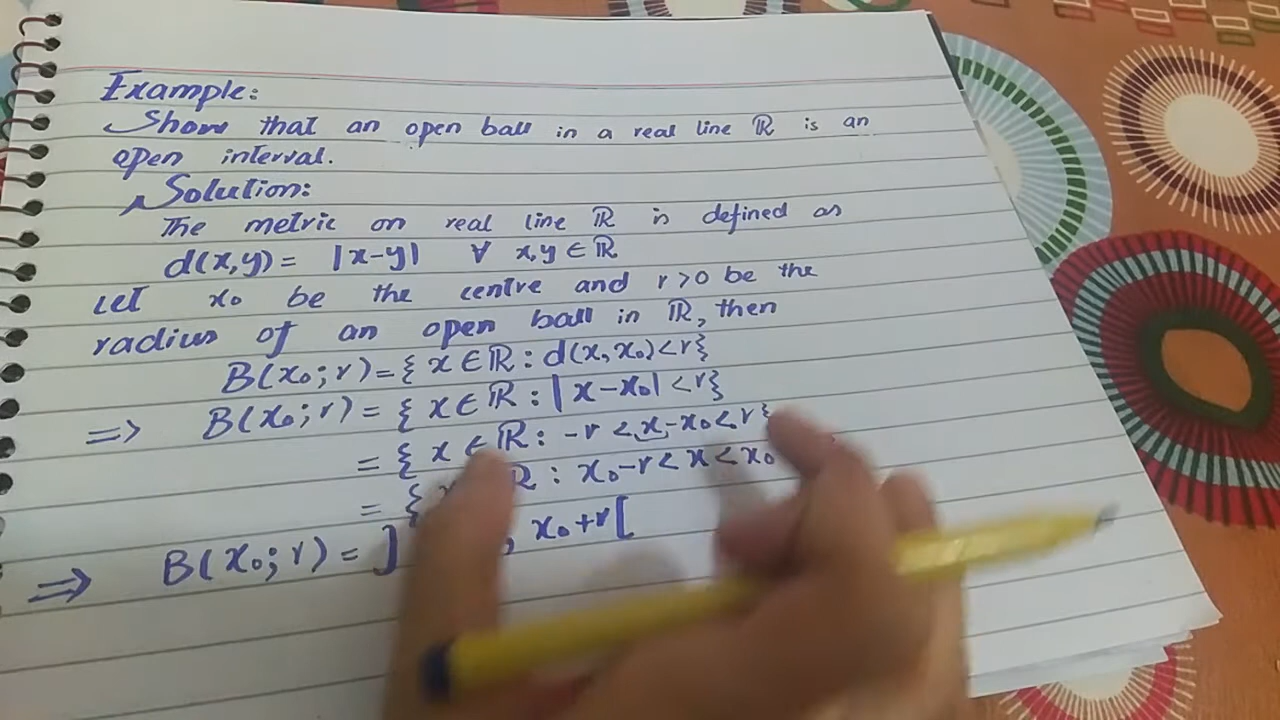 Example:
Show that an open ball in a real line ℝ is an
open interval.
Solution:
The metric on real line ℝ is defined as
d(x,y) = |x-y| ∀ x,y ∈ ℝ
Let x₀ be the centre and r>0 be the
radius of an open ball in ℝ, then
B(x₀;r) = { x ∈ ℝ : d(x, x₀) < r}
=> B(x₀;r) = { x ∈ ℝ : |x - x₀| < r}
= { x ∈ ℝ : -r < x - x₀ < r}
= { : x₀-r < x < x₀
=> B(x₀;r) = ] , x₀+r[